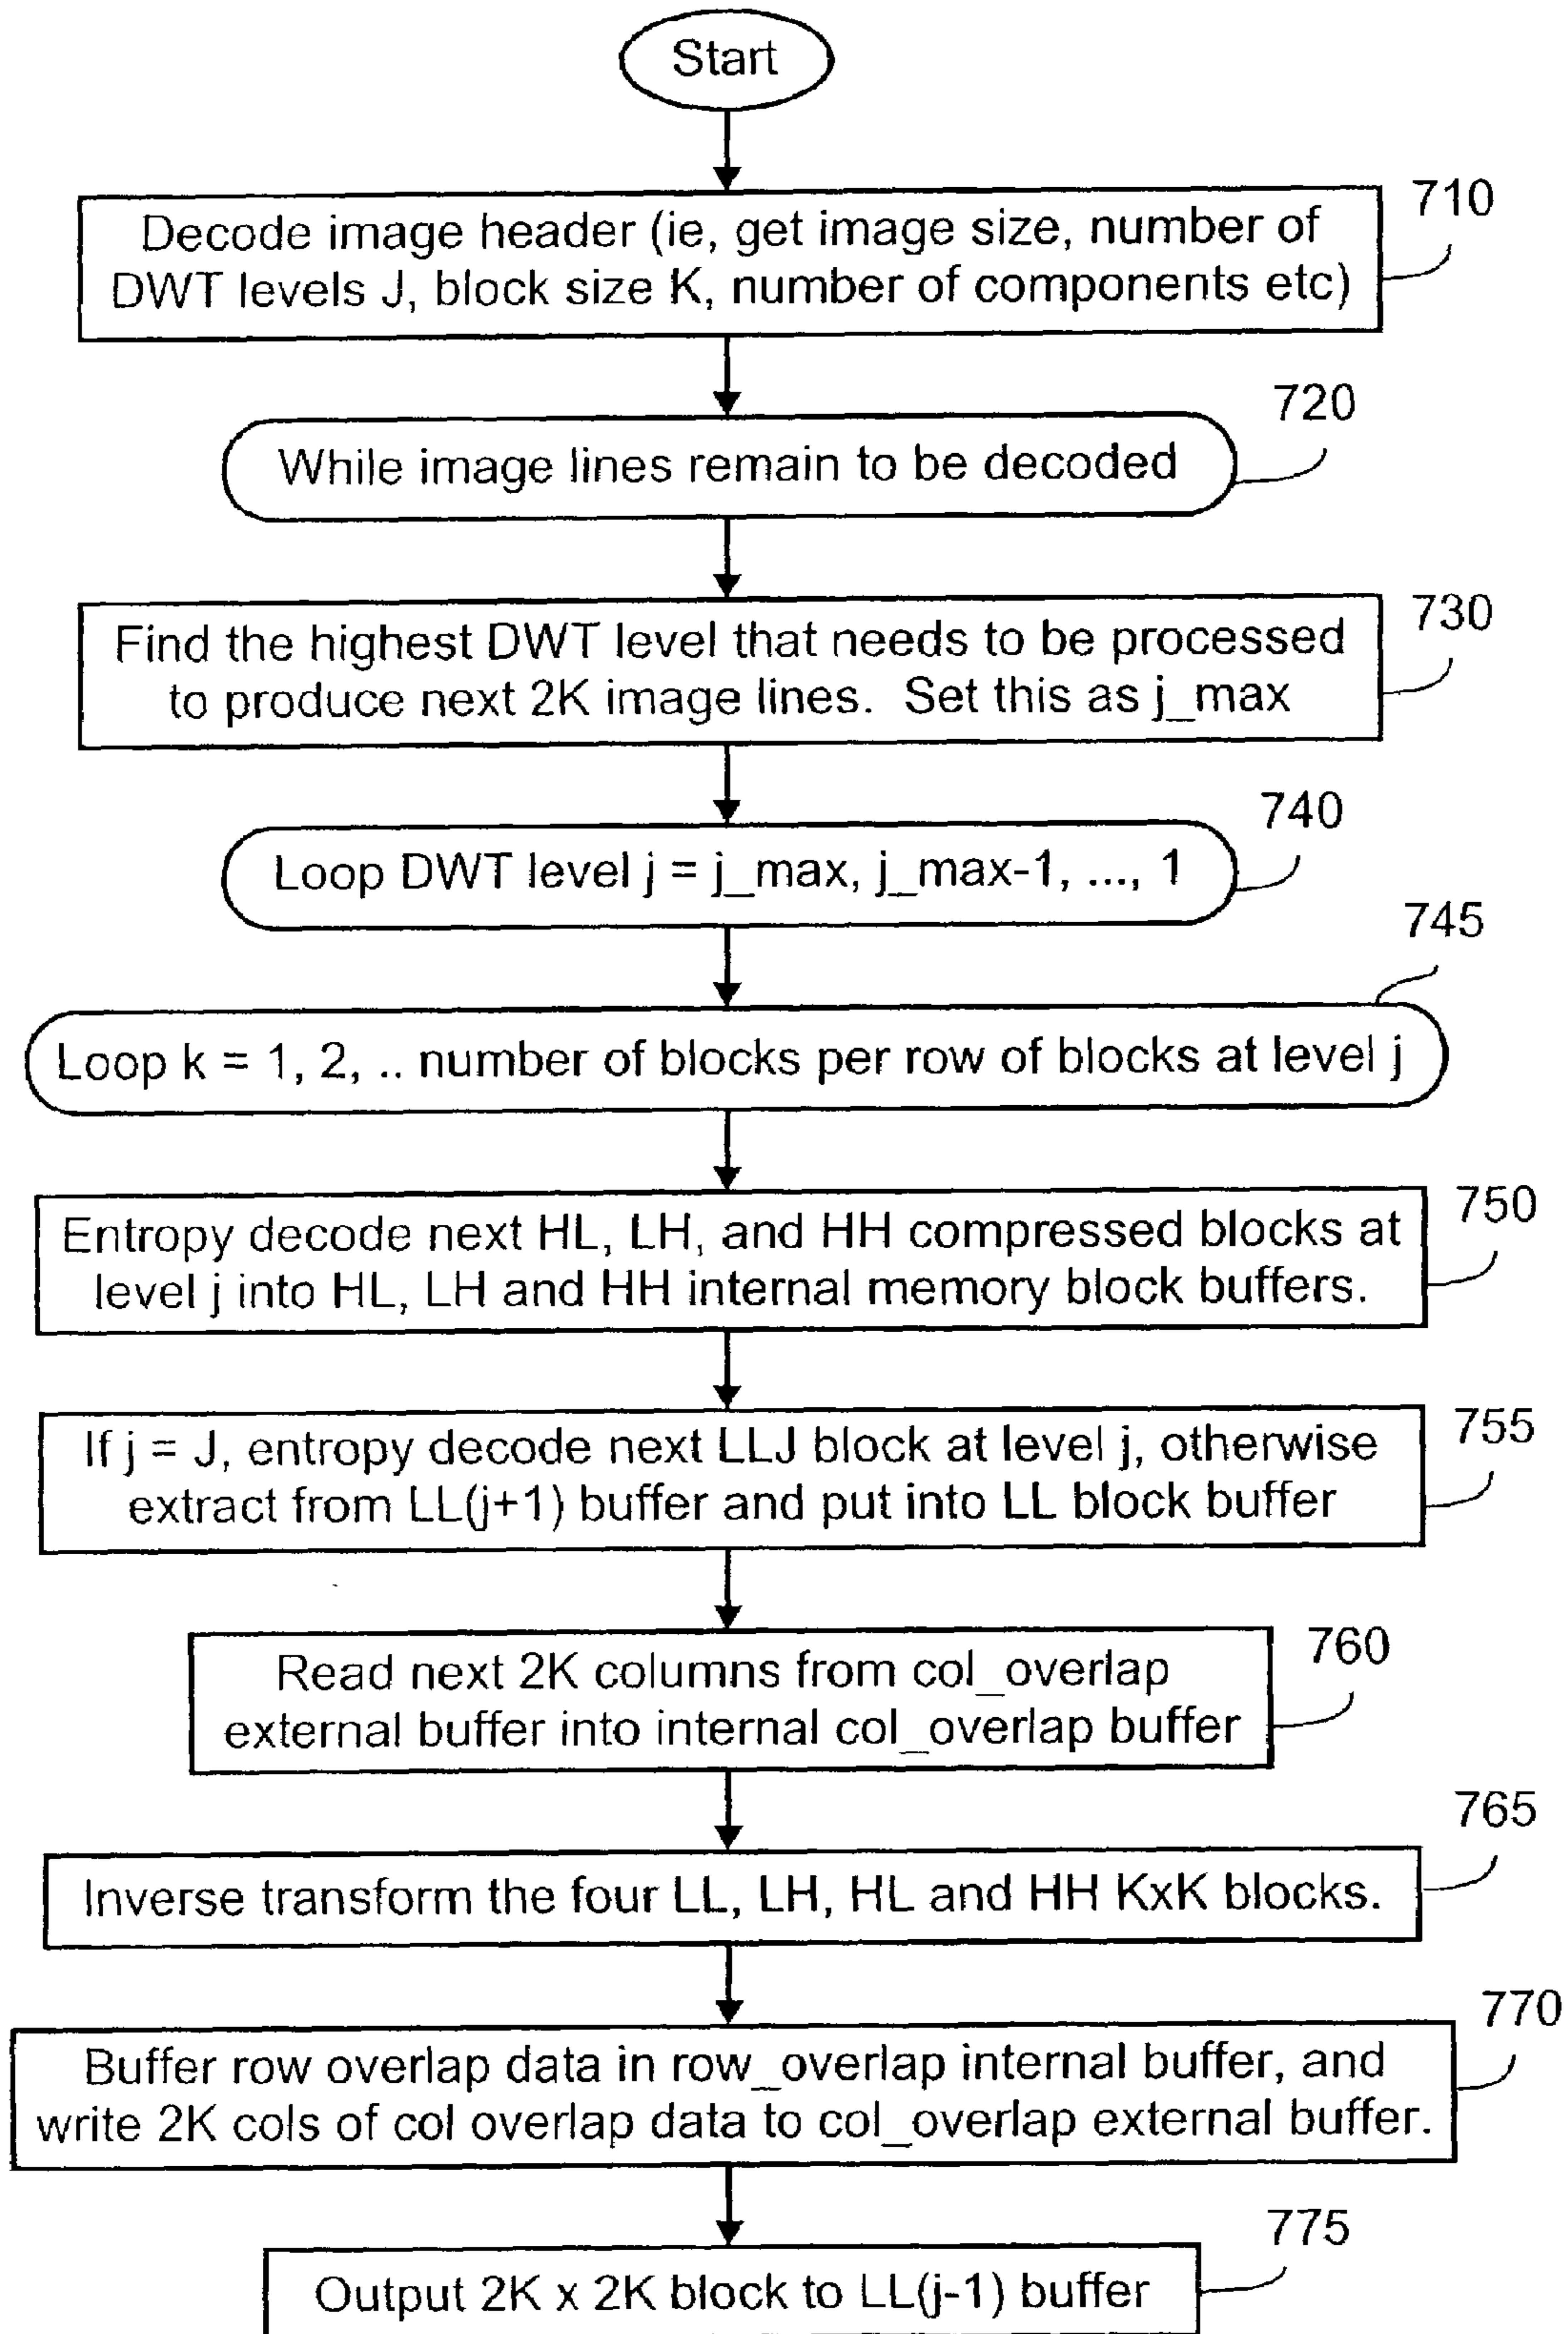 Start
710
Decode image header (ie, get image size, number of
DWT levels J, block size K, number of components etc)
720
While image lines remain to be decoded
730
Find the highest DWT level that needs to be processed
to produce next 2K image lines. Set this as j_max
740
Loop DWT level j = j_max, j_max-1, ..., 1
745
Loop k = 1, 2, .. number of blocks per row of blocks at level j
750
Entropy decode next HL, LH, and HH compressed blocks at
level j into HL, LH and HH internal memory block buffers.
755
If j = J, entropy decode next LLJ block at level j, otherwise
extract from LL(j+1) buffer and put into LL block buffer
760
Read next 2K columns from col_overlap
external buffer into internal col_overlap buffer
765
Inverse transform the four LL, LH, HL and HH KxK blocks.
770
Buffer row overlap data in row_overlap internal buffer, and
write 2K cols of col overlap data to col_overlap external buffer.
775
Output 2K x 2K block to LL(j-1) buffer